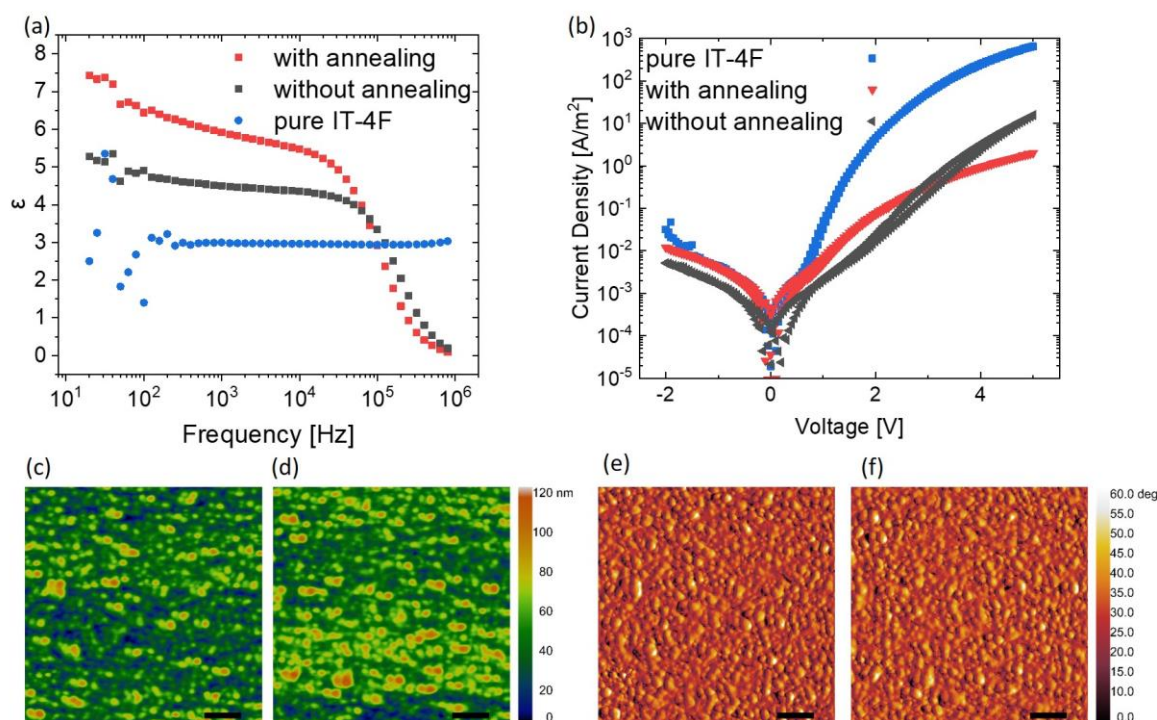 (a)
(b)
8
7
6
5
4
3
2
1
0
ε
with annealing
without annealing
pure IT-4F
10¹ 10² 10³ 10⁴ 10⁵ 10⁶
Frequency [Hz]
10³
10²
10¹
10⁰
10⁻¹
10⁻²
10⁻³
10⁻⁴
10⁻⁵
Current Density [A/m²]
pure IT-4F
with annealing
without annealing
-2 0 2 4
Voltage [V]
(c)
(d)
120 nm
100
80
60
40
20
0
(e)
(f)
60.0 deg
55.0
50.0
45.0
40.0
35.0
30.0
25.0
20.0
15.0
10.0
0.0